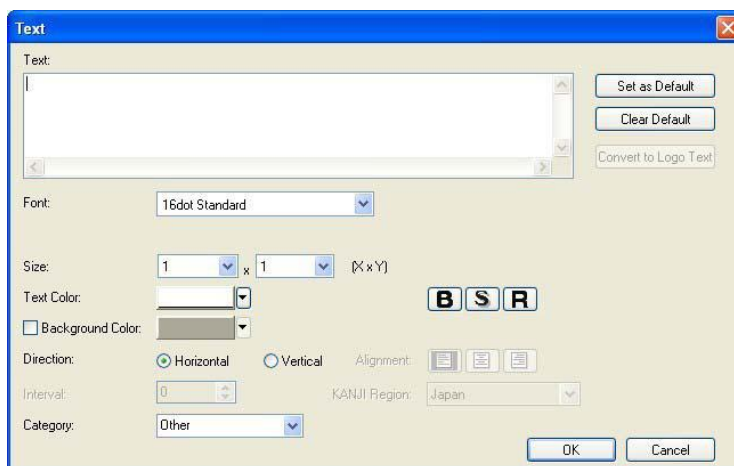 Text
Text:
Set as Default
Clear Default
Convert to Logo Text
Font: 16dot Standard
Size: 1 x 1 (X x Y)
Text Color: B S R
Background Color:
Direction: Horizontal Vertical Alignment:
Interval: 0 KANJI Region: Japan
Category: Other
OK Cancel